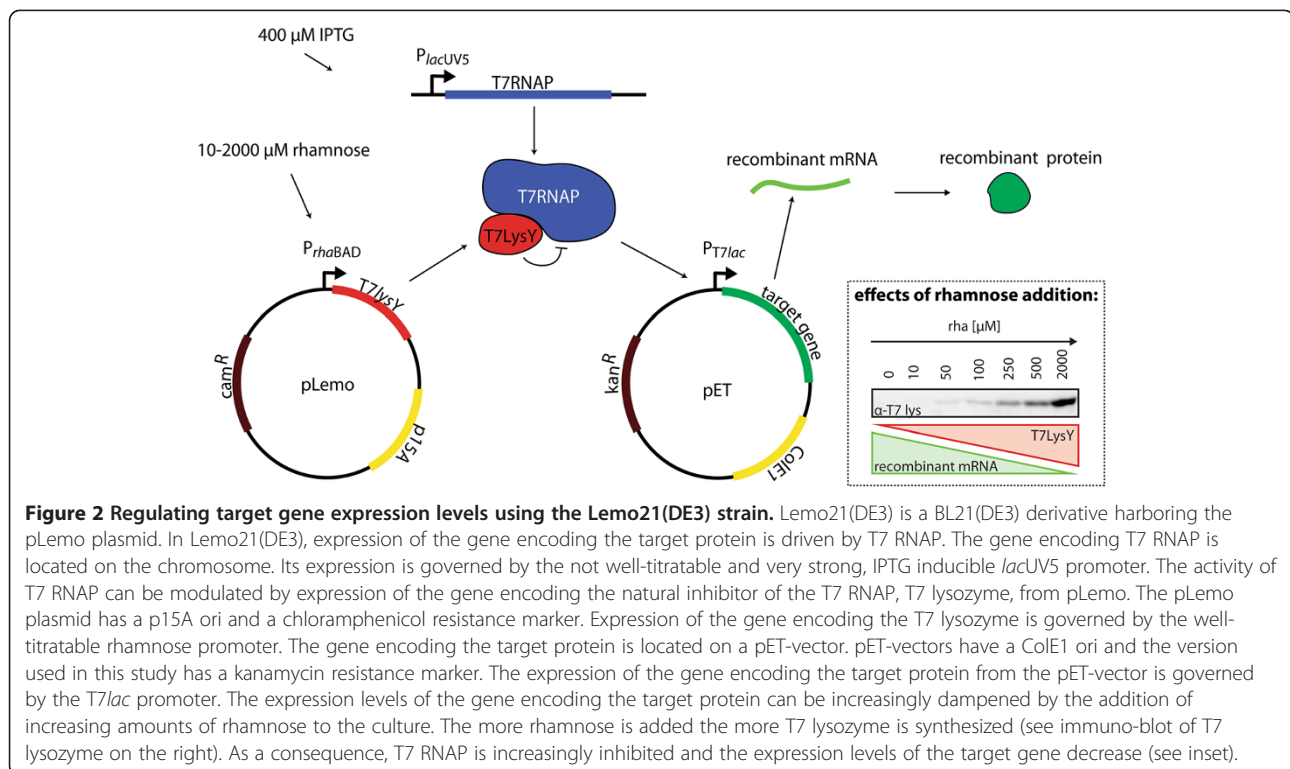 400 µM IPTG
PlacUV5
T7RNAP
10-2000 µM rhamnose
T7RNAP
T7LysY
recombinant mRNA
recombinant protein
PrhaBAD
T7lysY
camR
pLemo
p15A
PT7lac
target gene
kanR
pET
ColE1
effects of rhamnose addition:
rha [µM]
0 10 50 100 250 500 2000
α-T7 lys
T7LysY
recombinant mRNA
Figure 2 Regulating target gene expression levels using the Lemo21(DE3) strain. Lemo21(DE3) is a BL21(DE3) derivative harboring the
pLemo plasmid. In Lemo21(DE3), expression of the gene encoding the target protein is driven by T7 RNAP. The gene encoding T7 RNAP is
located on the chromosome. Its expression is governed by the not well-titratable and very strong, IPTG inducible lacUV5 promoter. The activity of
T7 RNAP can be modulated by expression of the gene encoding the natural inhibitor of the T7 RNAP, T7 lysozyme, from pLemo. The pLemo
plasmid has a p15A ori and a chloramphenicol resistance marker. Expression of the gene encoding the T7 lysozyme is governed by the well-
titratable rhamnose promoter. The gene encoding the target protein is located on a pET-vector. pET-vectors have a ColE1 ori and the version
used in this study has a kanamycin resistance marker. The expression of the gene encoding the target protein from the pET-vector is governed
by the T7lac promoter. The expression levels of the gene encoding the target protein can be increasingly dampened by the addition of
increasing amounts of rhamnose to the culture. The more rhamnose is added the more T7 lysozyme is synthesized (see immuno-blot of T7
lysozyme on the right). As a consequence, T7 RNAP is increasingly inhibited and the expression levels of the target gene decrease (see inset).